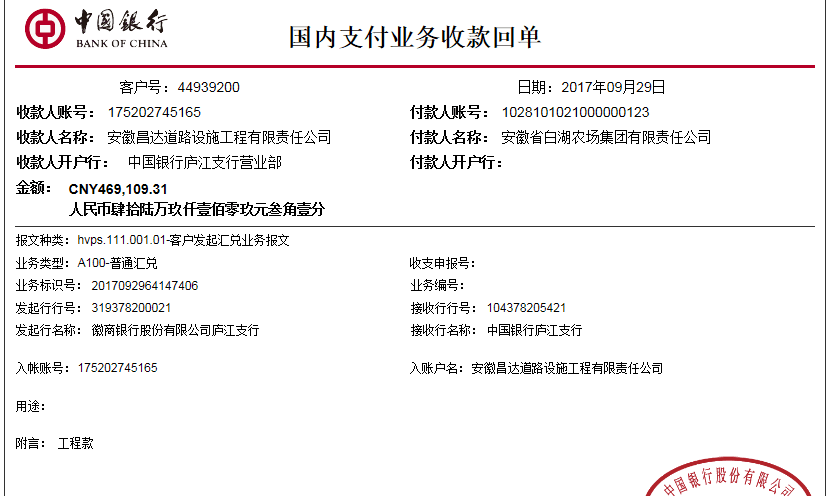 中国银行
BANK OF CHINA
国内支付业务收款回单
客户号：44939200 日期：2017年09月29日
收款人账号：175202745165 付款人账号：1028101021000000123
收款人名称：安徽昌达道路设施工程有限责任公司 付款人名称：安徽省白湖农场集团有限责任公司
收款人开户行：中国银行庐江支行营业部 付款人开户行：
金额：CNY469,109.31
人民币肆拾陆万玖仟壹佰零玖元叁角壹分
报文种类：hvps.111.001.01-客户发起汇兑业务报文
业务类型：A100-普通汇兑 收支申报号：
业务标识号：2017092964147406 业务编号：
发起行行号：319378200021 接收行行号：104378205421
发起行名称：徽商银行股份有限公司庐江支行 接收行名称：中国银行庐江支行
入帐账号：175202745165 入账户名：安徽昌达道路设施工程有限责任公司
用途：
附言：工程款
中国银行股份有限公司